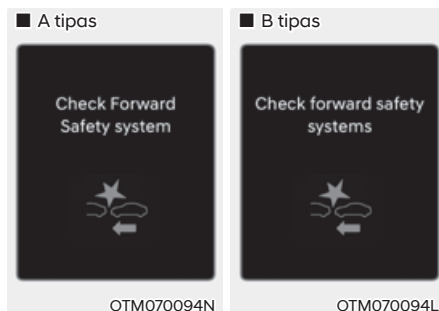 ■ A tipas
Check Forward
Safety system
OTM070094N
■ B tipas
Check forward safety
systems
OTM070094L